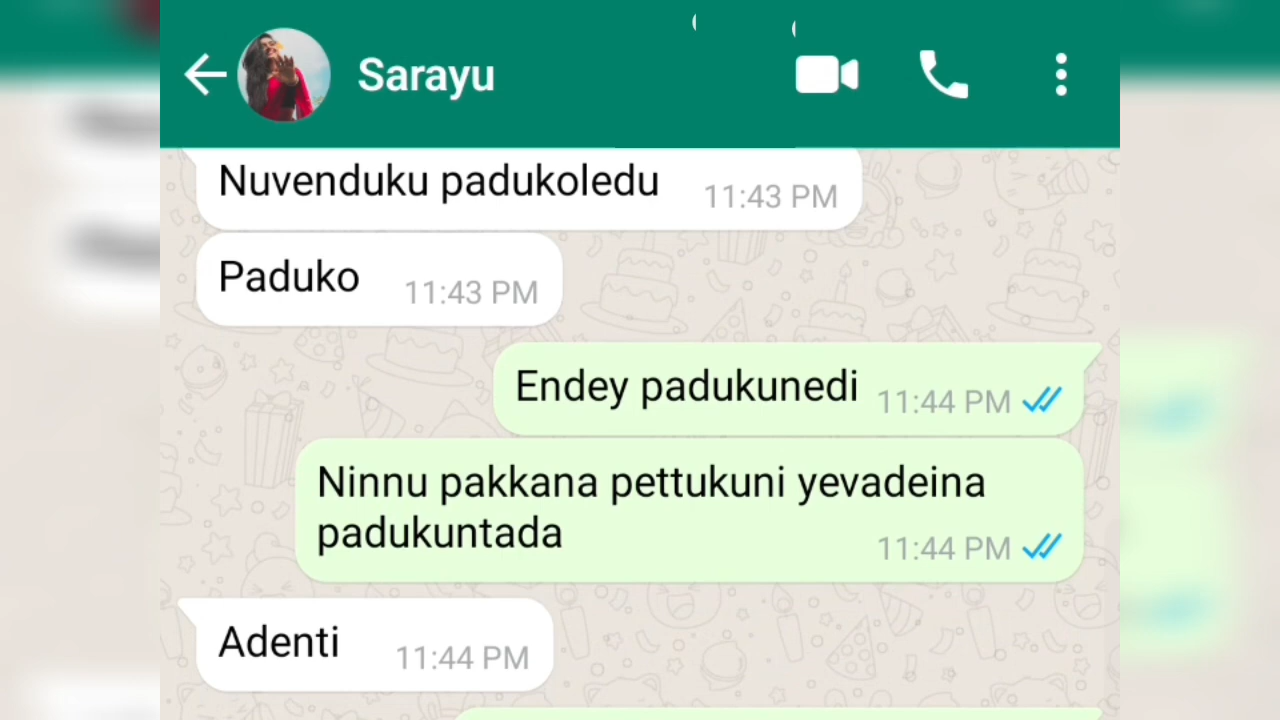 Sarayu
Nuvenduku padukoledu 11:43 PM
Paduko 11:43 PM
Endey padukunedi 11:44 PM
Ninnu pakkana pettukuni yevadeina
padukuntada 11:44 PM
Adenti 11:44 PM